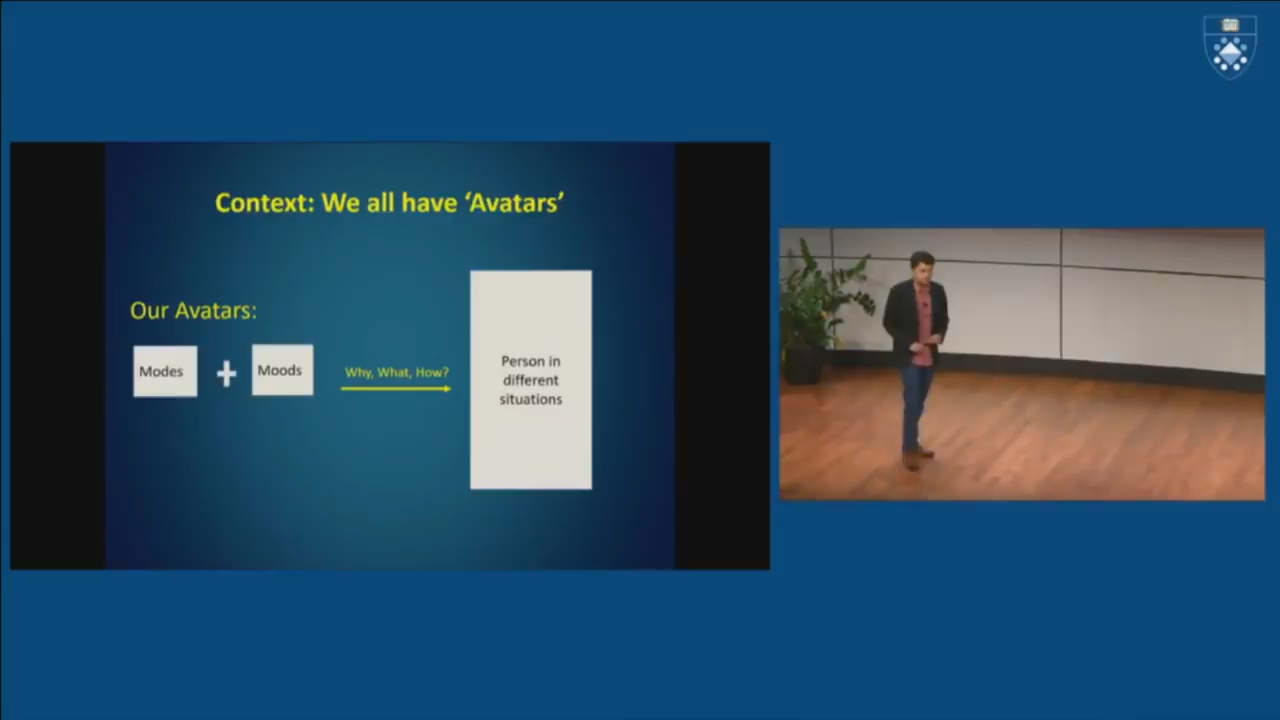 Context: We all have ‘Avatars’
Our Avatars:
Modes
+
Moods
Why, What, How?
Person in
different
situations